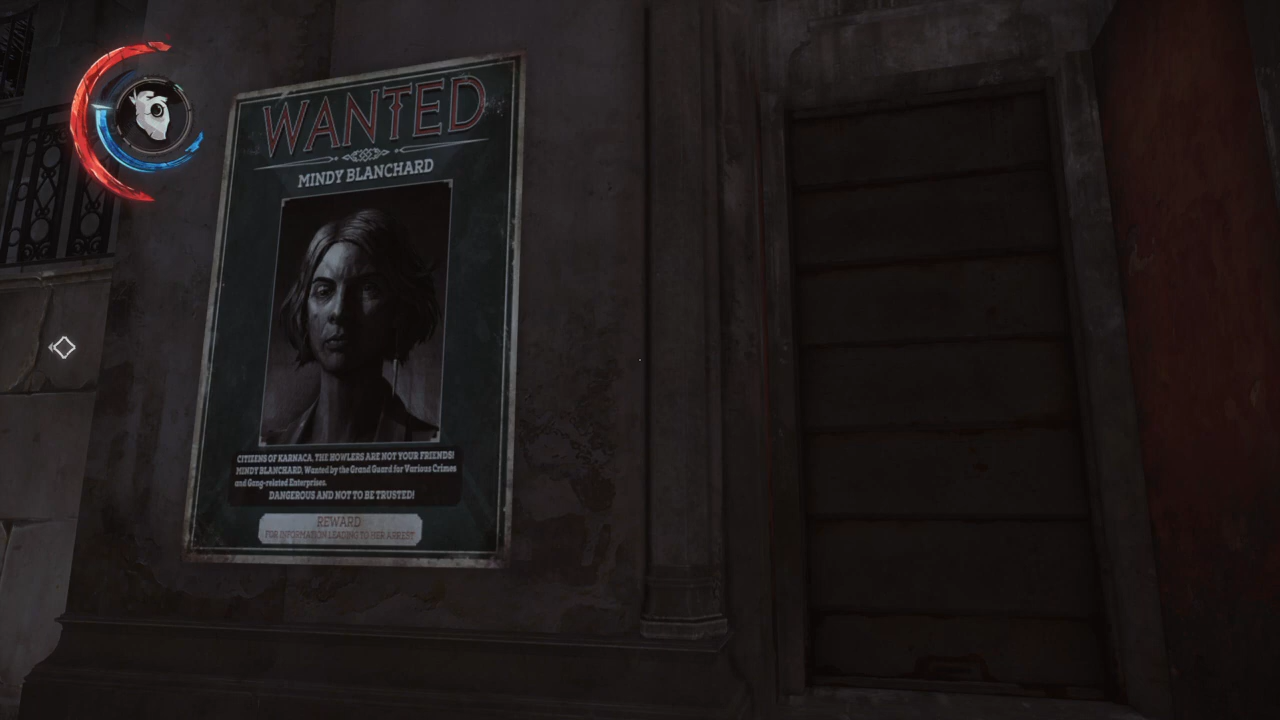 WANTED
MINDY BLANCHARD
CITIZENS OF KARNACA, THE HOWLERS ARE NOT YOUR FRIENDS!
MINDY BLANCHARD, Wanted by the Grand Guard for Various Crimes
and Gang-related Enterprises.
DANGEROUS AND NOT TO BE TRUSTED!
REWARD
FOR INFORMATION LEADING TO HER ARREST